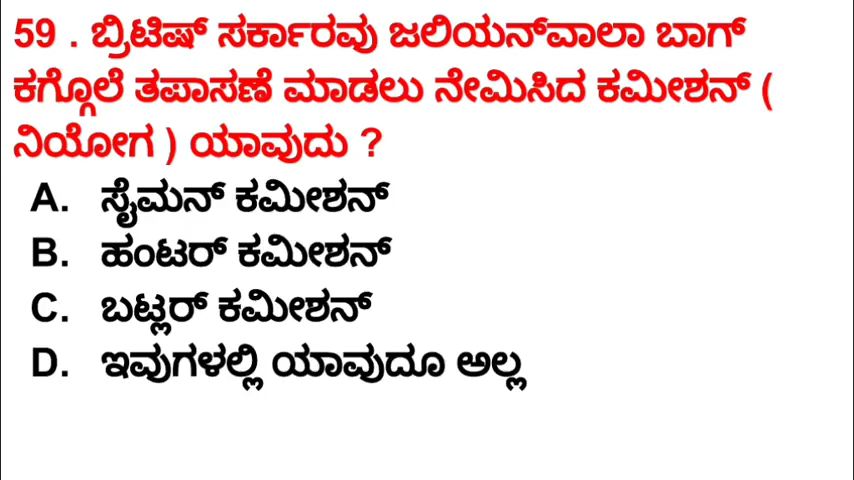 59 . ಬ್ರಿಟಿಷ್ ಸರ್ಕಾರವು ಜಲಿಯನ್‌ವಾಲಾ ಬಾಗ್
ಕಗ್ಗೊಲೆ ತಪಾಸಣೆ ಮಾಡಲು ನೇಮಿಸಿದ ಕಮೀಶನ್ (
ನಿಯೋಗ ) ಯಾವುದು ?
A. ಸೈಮನ್ ಕಮೀಶನ್
B. ಹಂಟರ್ ಕಮೀಶನ್
C. ಬಟ್ಲರ್ ಕಮೀಶನ್
D. ಇವುಗಳಲ್ಲಿ ಯಾವುದೂ ಅಲ್ಲ